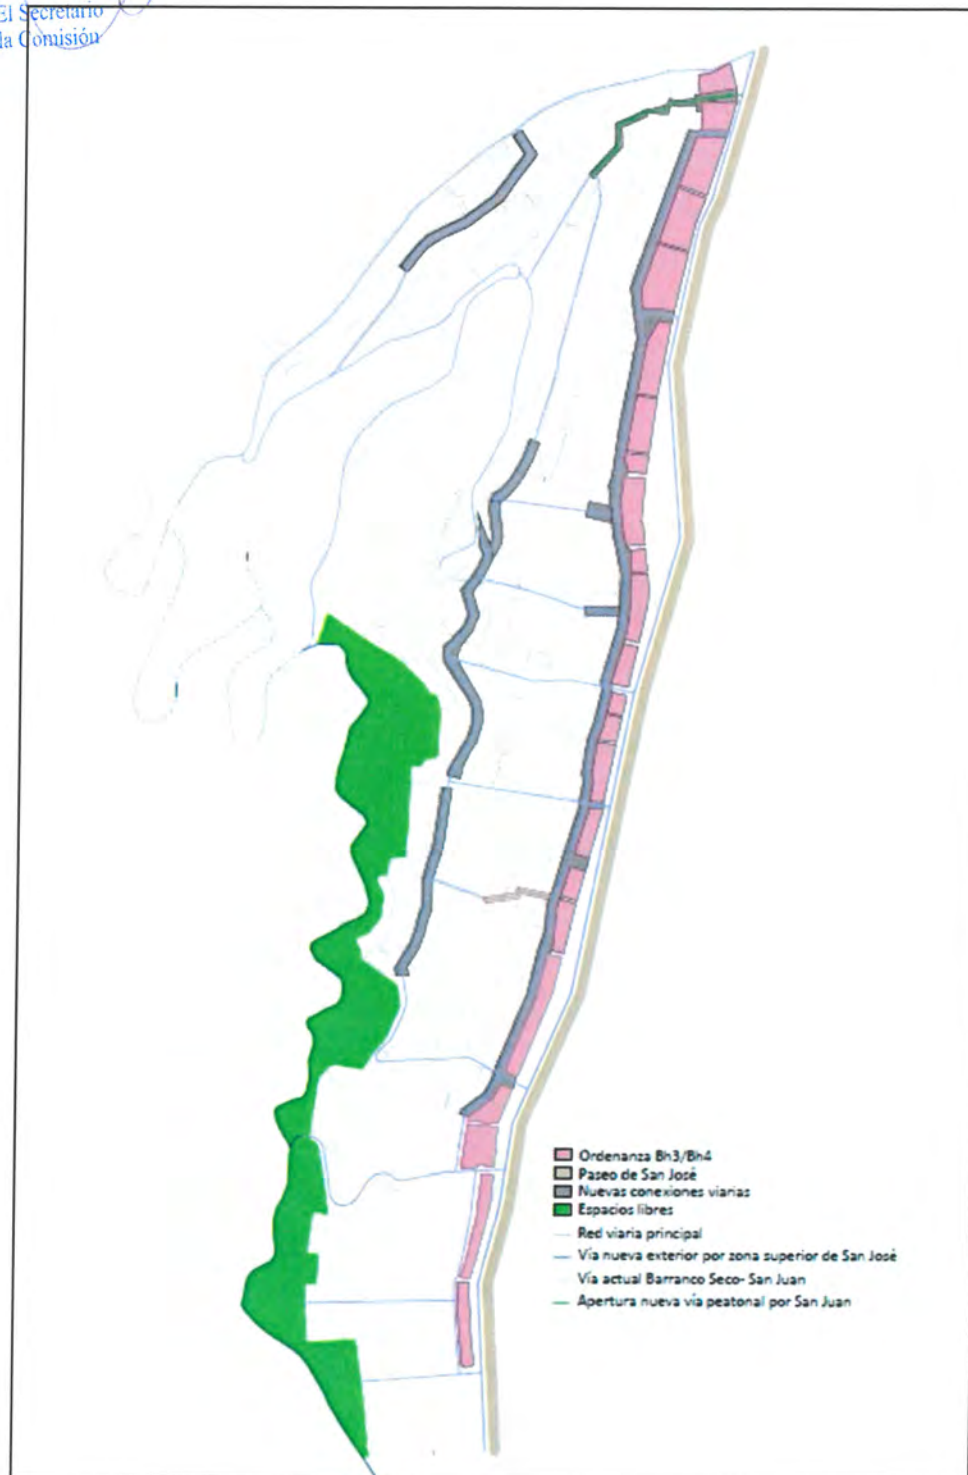 El Secretario
la Comisión
Ordenanza Bh3/Bh4
Paseo de San José
Nuevas conexiones viarias
Espacios libres
Red viaria principal
Vía nueva exterior por zona superior de San José
Vía actual Barranco Seco- San Juan
Apertura nueva vía peatonal por San Juan